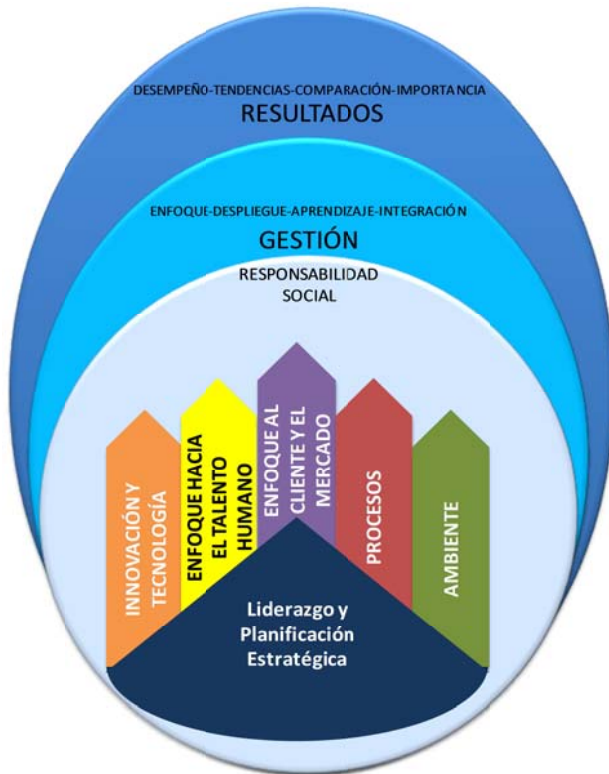 DESEMPEÑO-TENDENCIAS-COMPARACIÓN-IMPORTANCIA
RESULTADOS
ENFOQUE-DESPLIEGUE-APRENDIZAJE-INTEGRACIÓN
GESTIÓN
RESPONSABILIDAD
SOCIAL
INNOVACIÓN Y
TECNOLOGÍA
ENFOQUE HACIA
EL TALENTO
HUMANO
ENFOQUE AL
CLIENTE Y EL
MERCADO
PROCESOS
AMBIENTE
Liderazgo y
Planificación
Estratégica